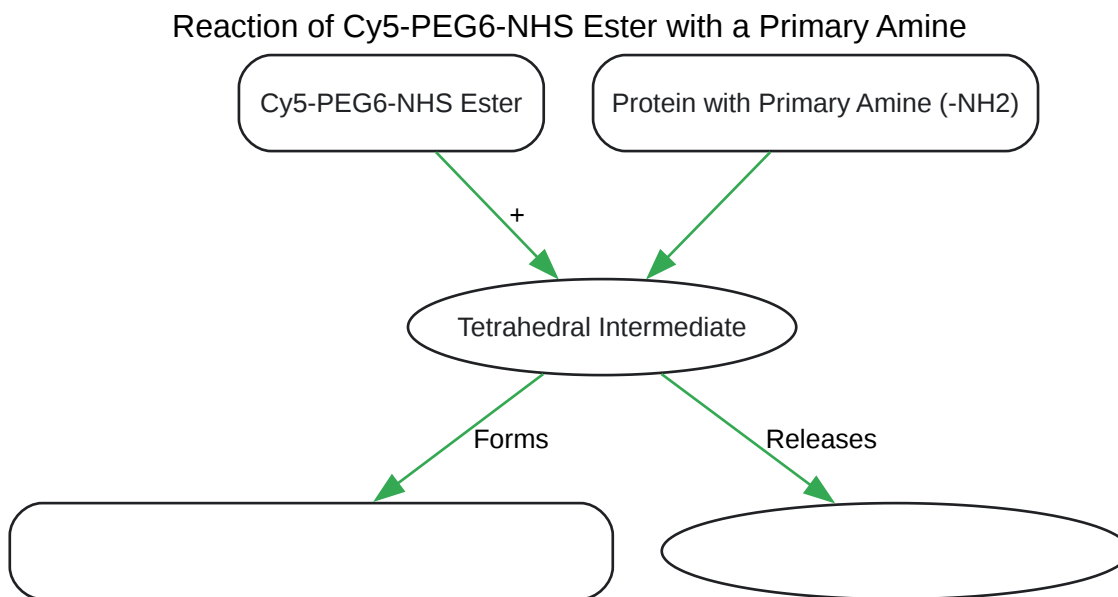 Reaction of Cy5-PEG6-NHS Ester with a Primary Amine
Cy5-PEG6-NHS Ester
Protein with Primary Amine (-NH2)
+
Tetrahedral Intermediate
Forms
Releases